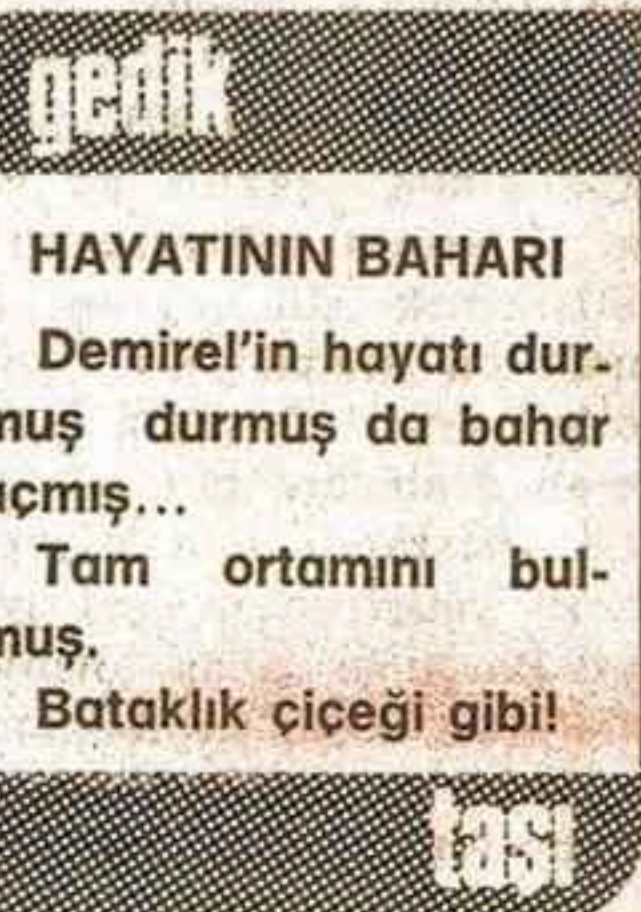 gedik
HAYATININ BAHARI
Demirel'in hayatı dur-
muş durmuş da bahar
açmış...
Tam ortamını bul-
muş.
Bataklık çiçeği gibi!
taşı